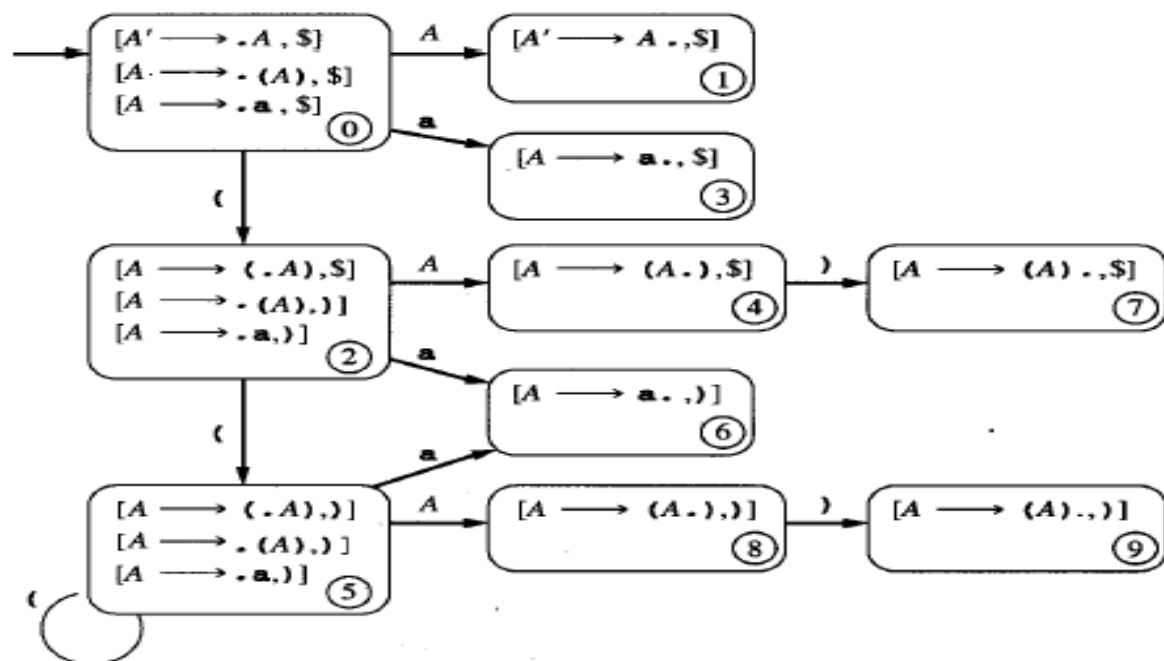 [A' → .A, $]
[A → .(A), $]
[A → .a, $]
0
A
[A' → A., $]
1
a
[A → a., $]
3
(
[A → (.A), $]
[A → .(A), )]
[A → .a, )]
2
A
[A → (A.), $]
4
)
[A → (A)., $]
7
a
[A → a., )]
6
(
a
[A → (.A), )]
[A → .(A), )]
[A → .a, )]
5
A
[A → (A.), )]
8
)
[A → (A)., )]
9
(